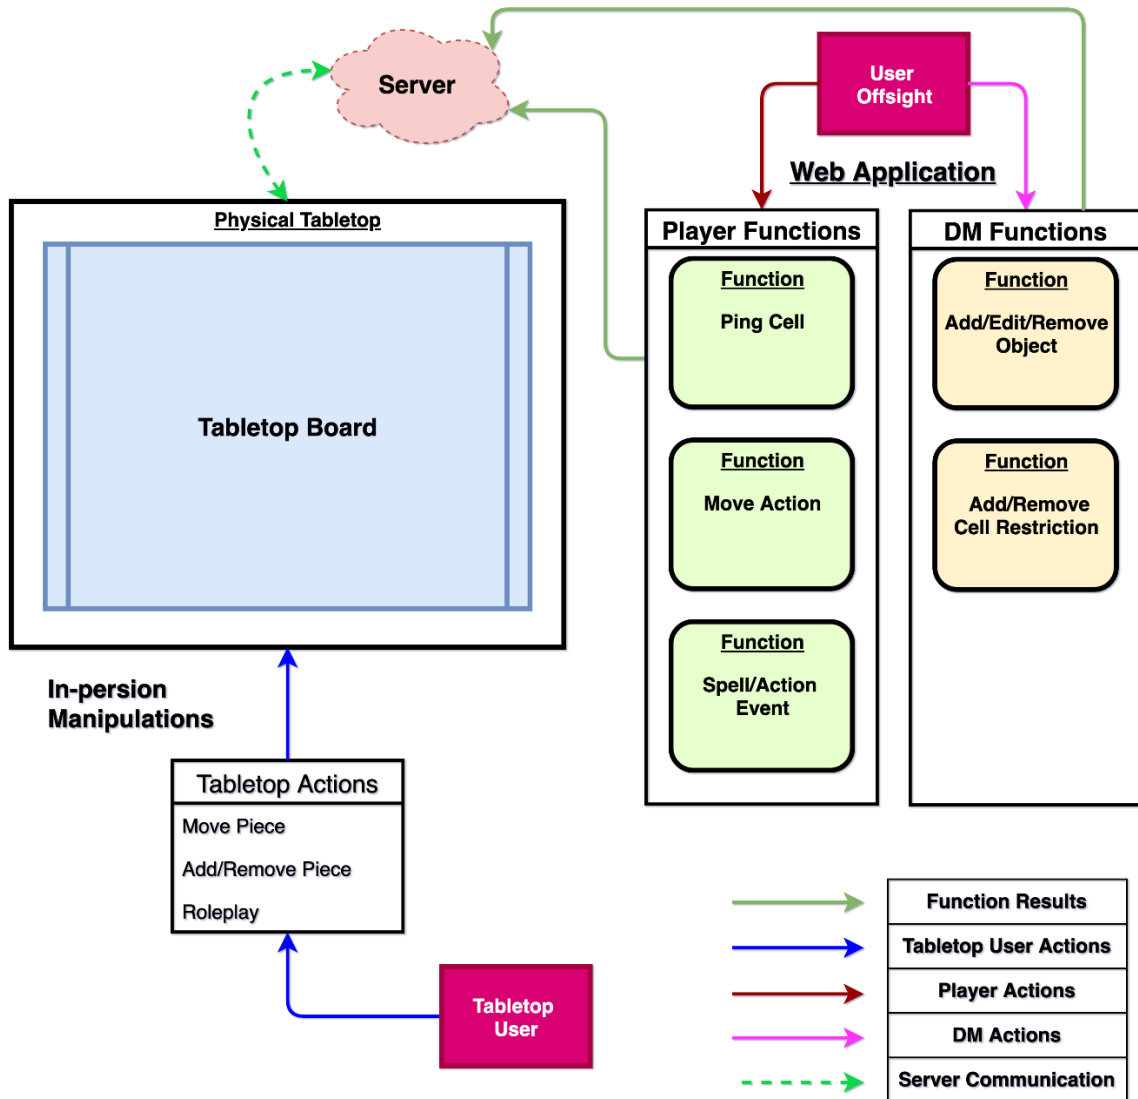 Server
User
Offsight
Web Application
Physical Tabletop
Tabletop Board
Player Functions
Function
Ping Cell
Function
Move Action
Function
Spell/Action
Event
DM Functions
Function
Add/Edit/Remove
Object
Function
Add/Remove
Cell Restriction
In-persion
Manipulations
Tabletop Actions
Move Piece
Add/Remove Piece
Roleplay
Tabletop
User
Function Results
Tabletop User Actions
Player Actions
DM Actions
Server Communication